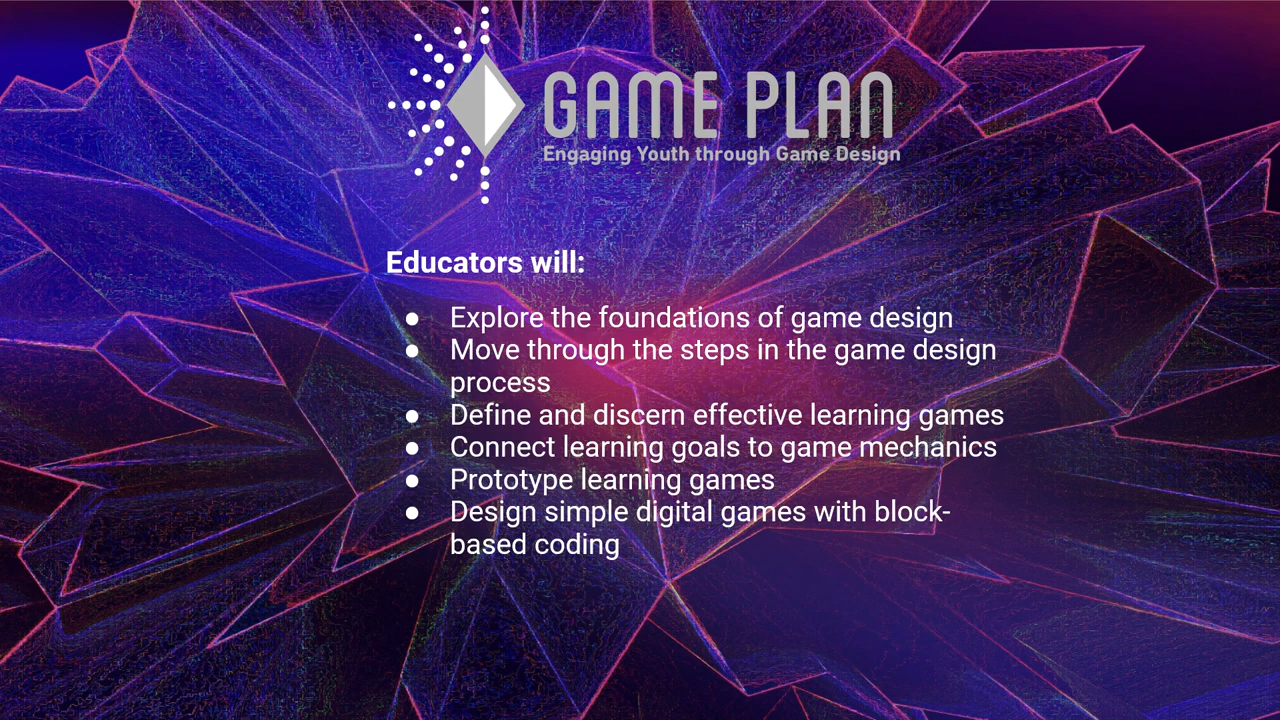 GAME PLAN
Engaging Youth through Game Design
Educators will:
● Explore the foundations of game design
● Move through the steps in the game design
process
● Define and discern effective learning games
● Connect learning goals to game mechanics
● Prototype learning games
● Design simple digital games with block-
based coding